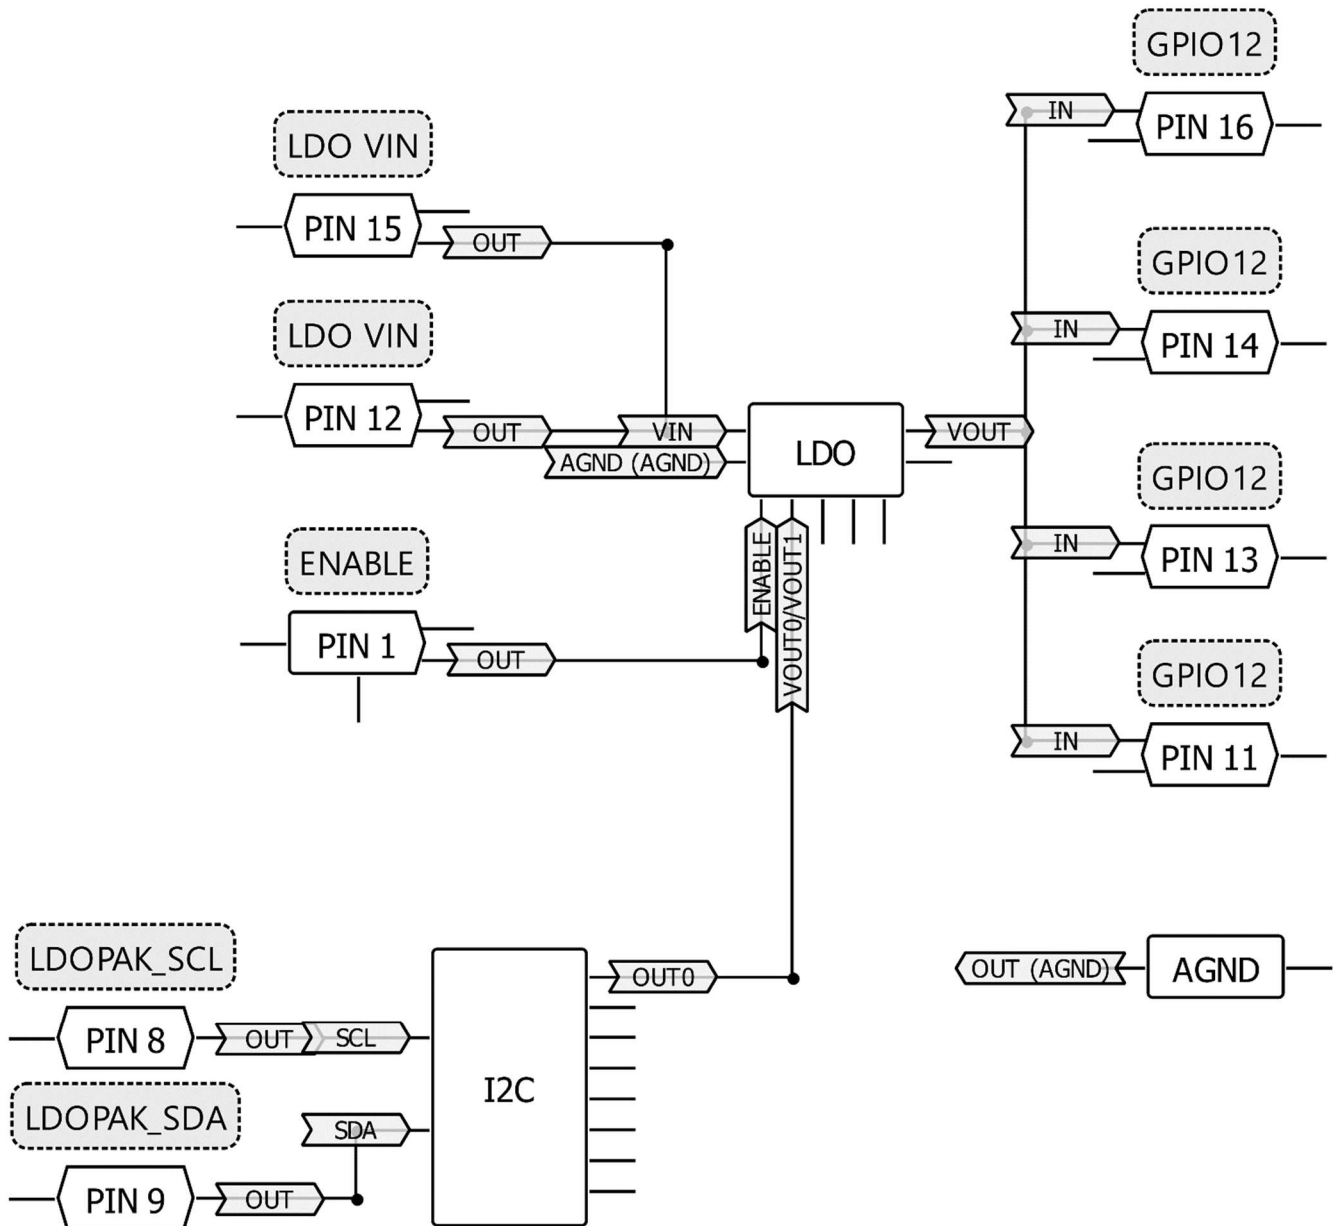 GPIO12
IN
PIN 16
LDO VIN
PIN 15
OUT
GPIO12
IN
PIN 14
LDO VIN
PIN 12
OUT
VIN
AGND (AGND)
LDO
VOUT
GPIO12
IN
PIN 13
ENABLE
PIN 1
OUT
ENABLE
VOUT0/VOUT1
GPIO12
IN
PIN 11
LDOPAK_SCL
PIN 8
OUT
SCL
LDOPAK_SDA
SDA
PIN 9
OUT
I2C
OUT0
OUT (AGND)
AGND